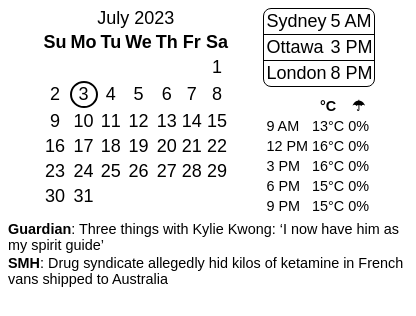 July 2023
Su Mo Tu We Th Fr Sa
1
2 3 4 5 6 7 8
9 10 11 12 13 14 15
16 17 18 19 20 21 22
23 24 25 26 27 28 29
30 31
Sydney 5 AM
Ottawa 3 PM
London 8 PM
°C ☂
9 AM 13°C 0%
12 PM 16°C 0%
3 PM 16°C 0%
6 PM 15°C 0%
9 PM 15°C 0%
Guardian: Three things with Kylie Kwong: ‘I now have him as
my spirit guide’
SMH: Drug syndicate allegedly hid kilos of ketamine in French
vans shipped to Australia